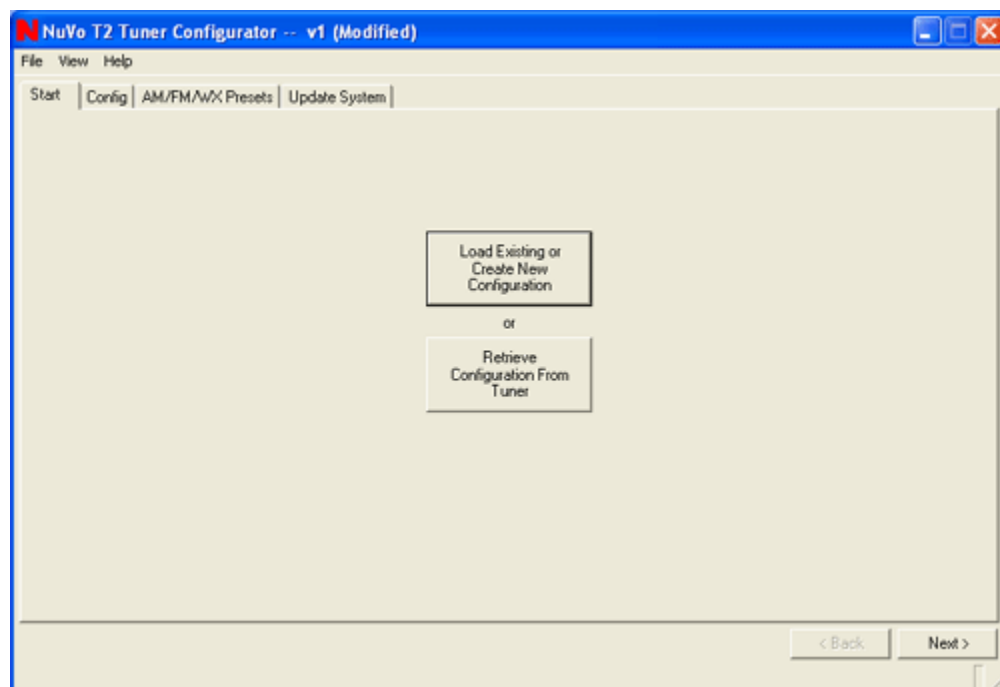 NuVo T2 Tuner Configurator -- v1 (Modified)
File View Help
Start Config AM/FM/WX Presets Update System
Load Existing or
Create New
Configuration
or
Retrieve
Configuration From
Tuner
< Back Next >